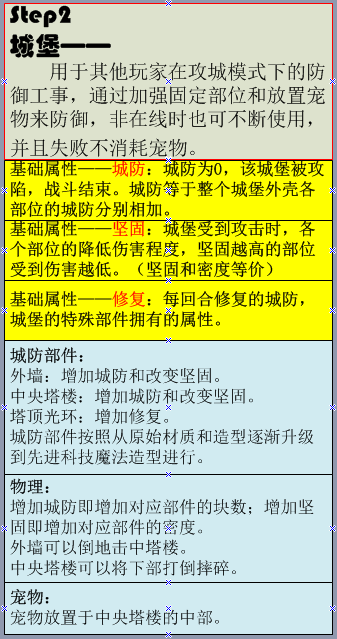 Step2
城堡——
用于其他玩家在攻城模式下的防
御工事，通过加强固定部位和放置宠
物来防御，非在线时也可不断使用，
并且失败不消耗宠物。
基础属性——城防：城防为0，该城堡被攻
陷，战斗结束。城防等于整个城堡外壳各
部位的城防分别相加。
基础属性——坚固：城堡受到攻击时，各
个部位的降低伤害程度，坚固越高的部位
受到伤害越低。（坚固和密度等价）
基础属性——修复：每回合修复的城防，
城堡的特殊部件拥有的属性。
城防部件：
外墙：增加城防和改变坚固。
中央塔楼：增加城防和改变坚固。
塔顶光环：增加修复。
城防部件按照从原始材质和造型逐渐升级
到先进科技魔法造型进行。
物理：
增加城防即增加对应部件的块数；增加坚
固即增加对应部件的密度。
外墙可以倒地击中塔楼。
中央塔楼可以将下部打倒摔碎。
宠物：
宠物放置于中央塔楼的中部。